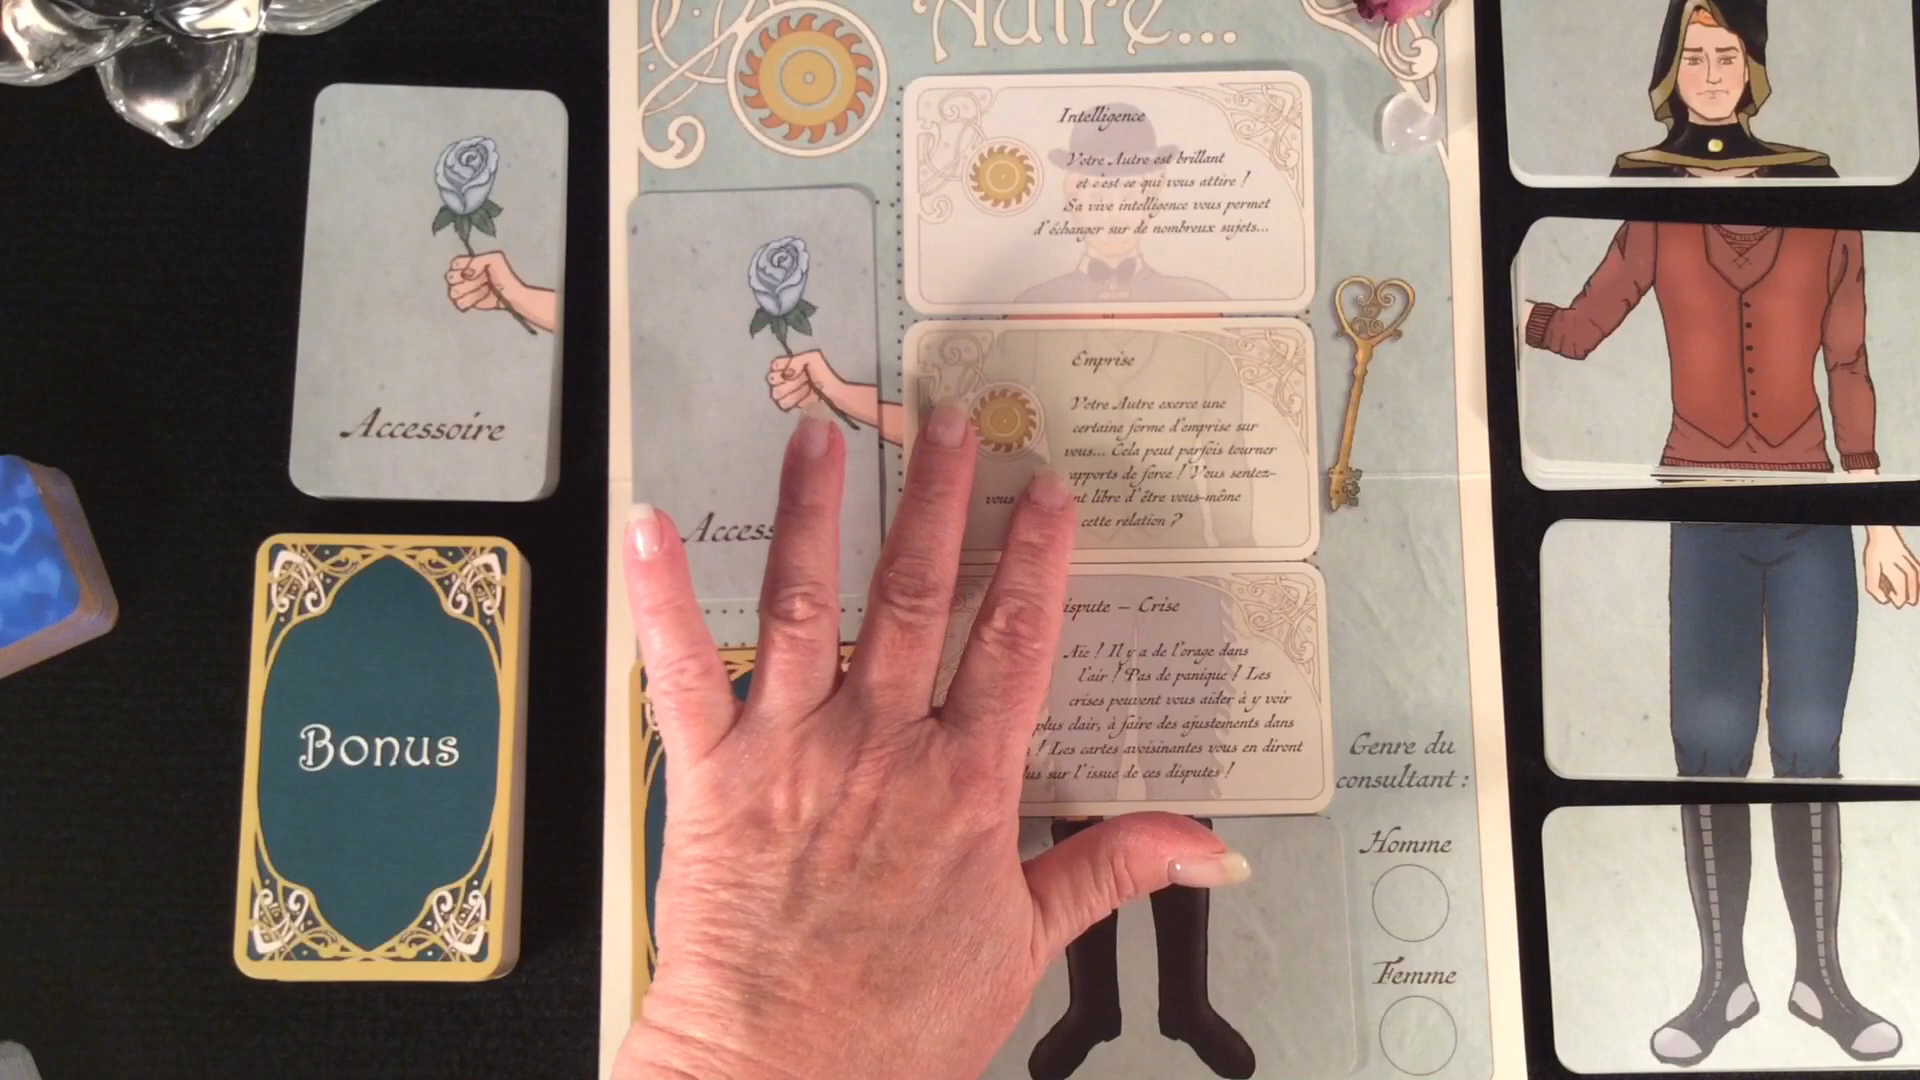 Autre...
Intelligence
Votre Autre est brillant
et c'est ce qui vous attire !
Sa vive intelligence vous permet
d'échanger sur de nombreux sujets...
Emprise
Votre Autre exerce une
certaine forme d'emprise sur
vous... Cela peut parfois tourner
apports de force ! Vous sentez-
vous nt libre d'être vous-même
cette relation ?
ispute – Crise
Aïe ! Il y a de l'orage dans
l'air ! Pas de panique ! Les
crises peuvent vous aider à y voir
plus clair, à faire des ajustements dans
! Les cartes avoisinantes vous en diront
lus sur l'issue de ces disputes !
Accessoire
Access
Bonus
Genre du
consultant :
Homme
Femme